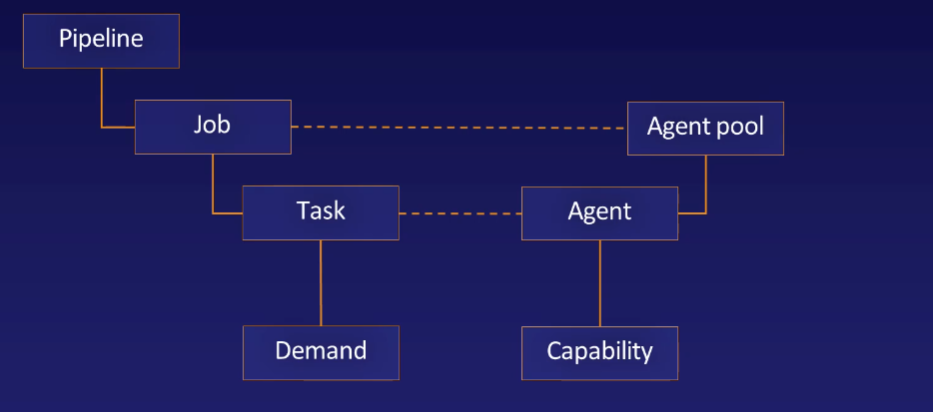 Pipeline
Job
Agent pool
Task
Agent
Demand
Capability